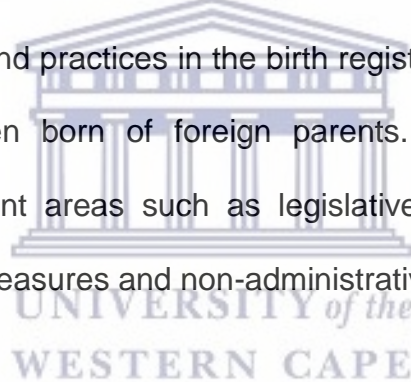 nd practices in the birth regist
n born of foreign parents.
nt areas such as legislative
easures and non-administrativ
UNIVERSITY of the
WESTERN CAPE